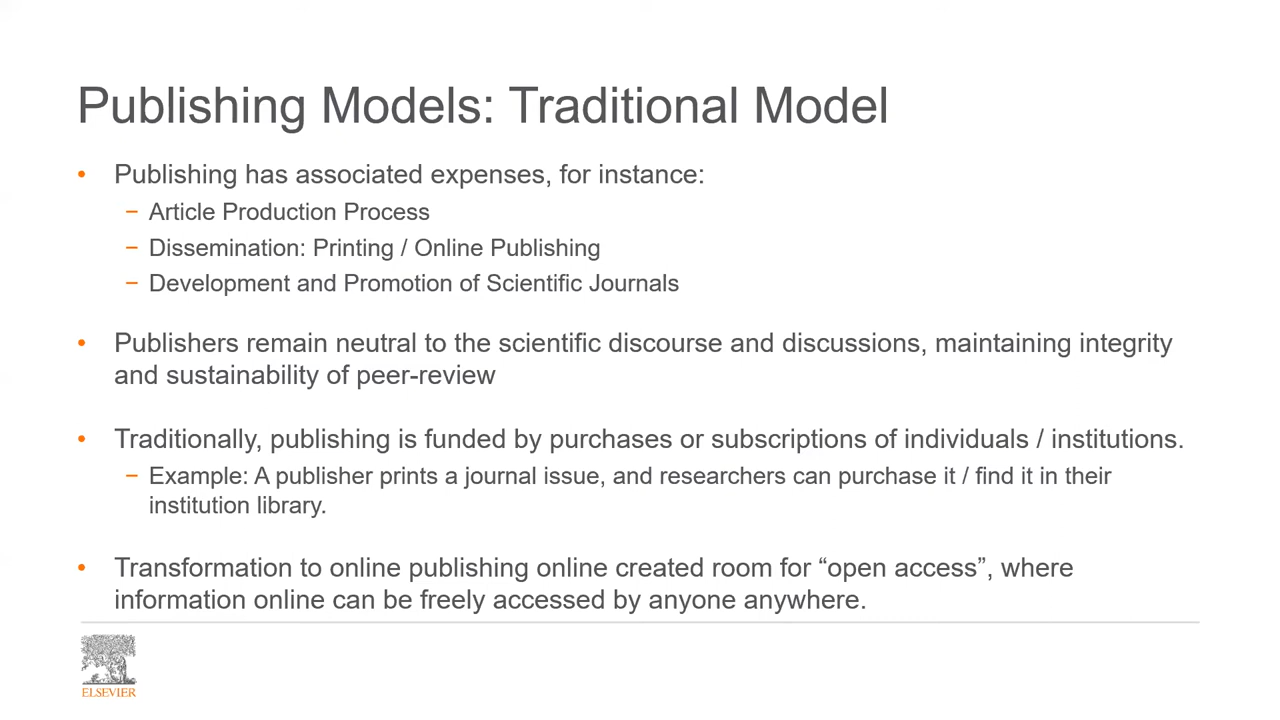 Publishing Models: Traditional Model
• Publishing has associated expenses, for instance:
− Article Production Process
− Dissemination: Printing / Online Publishing
− Development and Promotion of Scientific Journals
• Publishers remain neutral to the scientific discourse and discussions, maintaining integrity
and sustainability of peer-review
• Traditionally, publishing is funded by purchases or subscriptions of individuals / institutions.
− Example: A publisher prints a journal issue, and researchers can purchase it / find it in their
institution library.
• Transformation to online publishing online created room for “open access”, where
information online can be freely accessed by anyone anywhere.
ELSEVIER